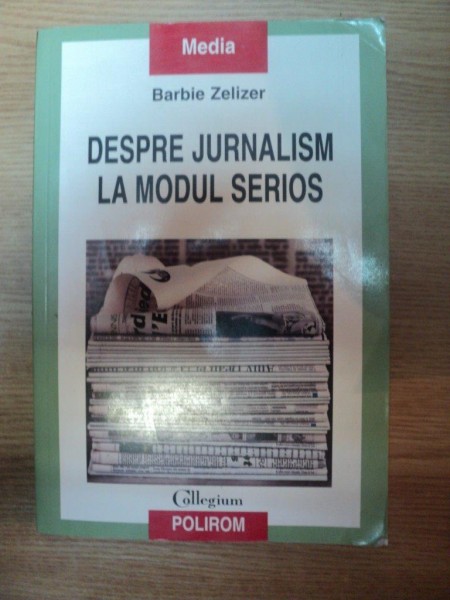 Media
Barbie Zelizer
DESPRE JURNALISM
LA MODUL SERIOS
Collegium
POLIROM